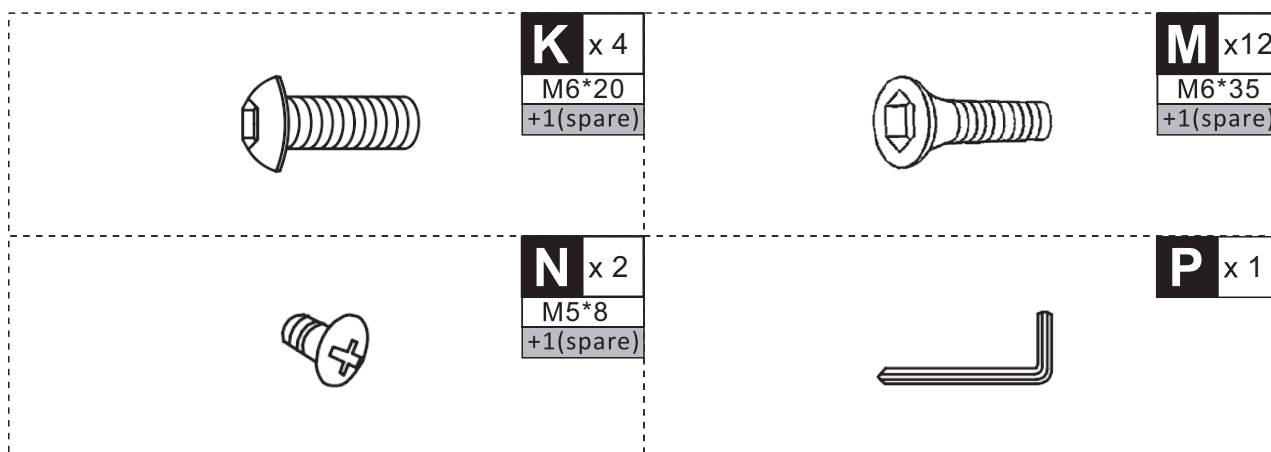 K x 4
M6*20
+1(spare)
M x12
M6*35
+1(spare)
N x 2
M5*8
+1(spare)
P x 1